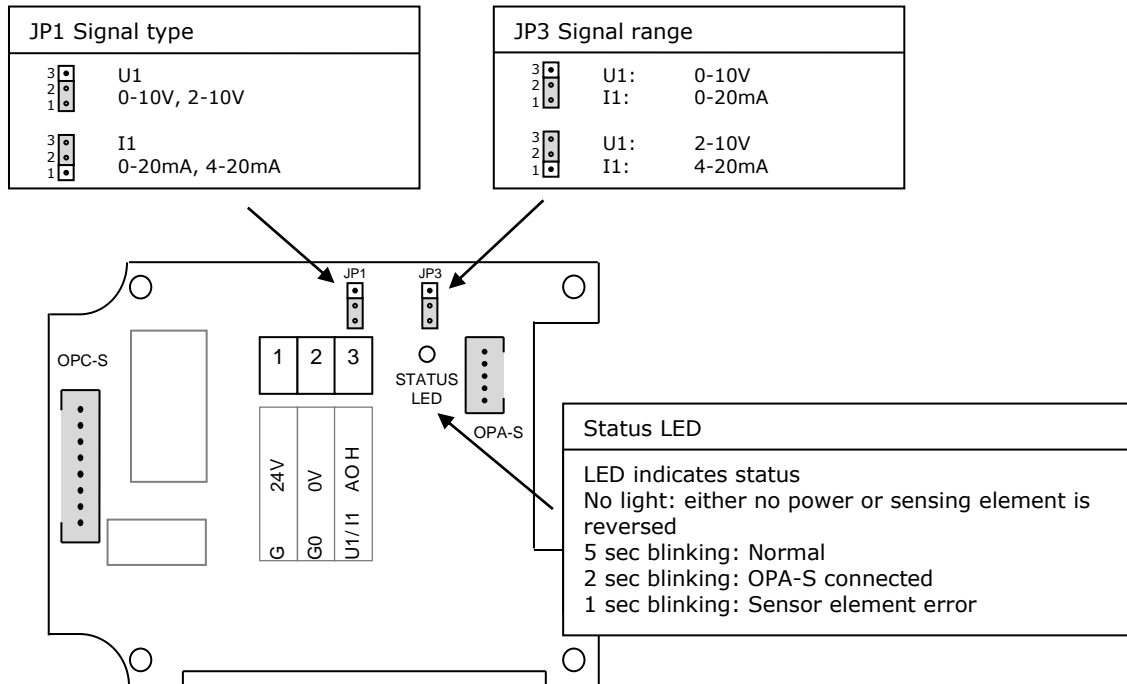 JP1 Signal type
3
2
1
U1
0-10V, 2-10V
3
2
1
I1
0-20mA, 4-20mA
JP3 Signal range
3
2
1
U1: 0-10V
I1: 0-20mA
3
2
1
U1: 2-10V
I1: 4-20mA
JP1
JP3
OPC-S
1 2 3
STATUS
LED
OPA-S
G 24V
G0 0V
U1/ I1 AO H
Status LED
LED indicates status
No light: either no power or sensing element is
reversed
5 sec blinking: Normal
2 sec blinking: OPA-S connected
1 sec blinking: Sensor element error